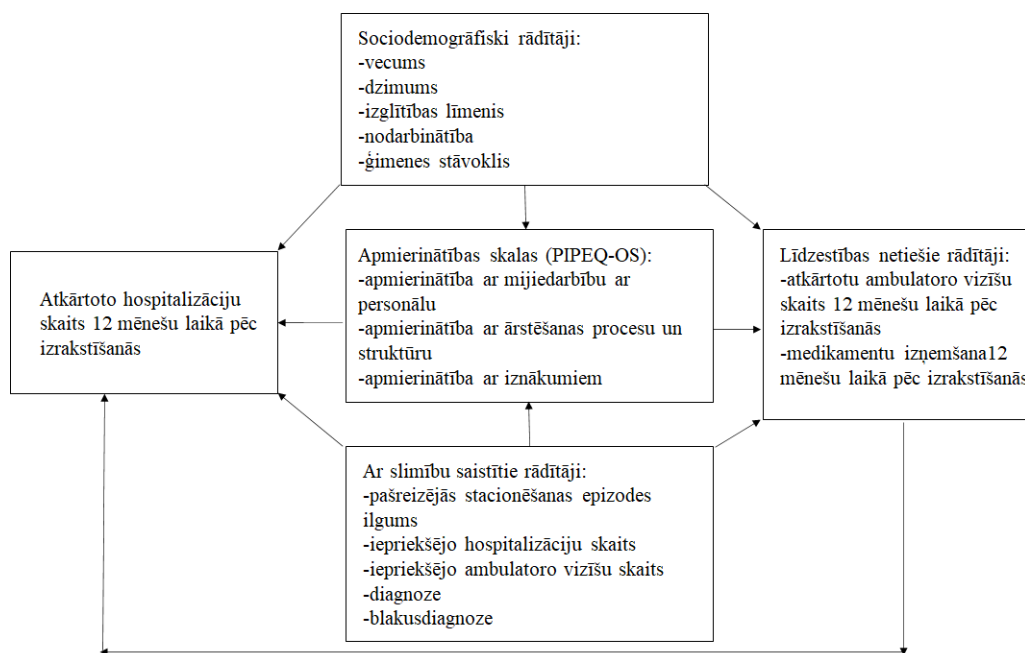 Sociodemogrāfiski rādītāji:
-vecums
-dzimums
-izglītības līmenis
-nodarbinātība
-ģimenes stāvoklis
Atkārtoto hospitalizāciju
skaits 12 mēnešu laikā pēc
izrakstīšanās
Apmierinātības skalas (PIPEQ-OS):
-apmierinātība ar mijiedarbību ar
personālu
-apmierinātība ar ārstēšanas procesu un
struktūru
-apmierinātība ar iznākumiem
Līdzestības netiešie rādītāji:
-atkārtotu ambulatoro vizīšu
skaits 12 mēnešu laikā pēc
izrakstīšanās
-medikamentu izņemšana12
mēnešu laikā pēc izrakstīšanās
Ar slimību saistītie rādītāji:
-pašreizējās stacionēšanas epizodes
ilgums
-iepriekšējo hospitalizāciju skaits
-iepriekšējo ambulatoro vizīšu skaits
-diagnoze
-blakusdiagnoze